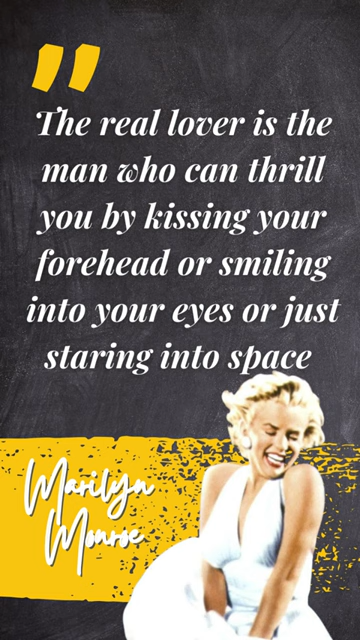 "
The real lover is the
man who can thrill
you by kissing your
forehead or smiling
into your eyes or just
staring into space
Marilyn
Monroe